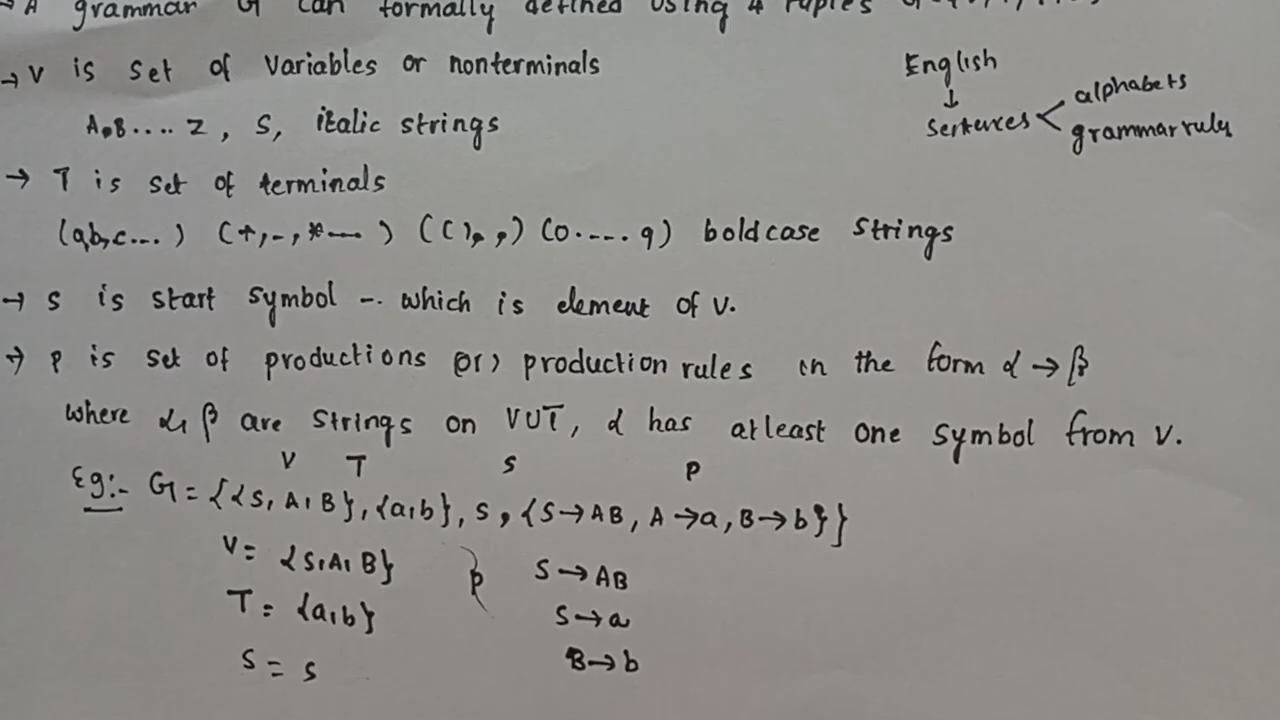 → A grammar G can formally defined using 4 tuples
→ V is set of variables or nonterminals
A,B....Z, S, italic strings
English
↓
sentences < alphabets
grammar rules
→ T is set of terminals
(a,b,c...) (+,-,*---) ((),,,) (0....9) boldcase strings
→ S is start symbol -. which is element of V.
→ P is set of productions (or) production rules in the form α → β
where α, β are strings on VUT, α has atleast one symbol from V.
V T S P
Eg:- G = {{S, A, B}, {a,b}, S, {S→AB, A→a, B→b}}
V = {S,A,B}
T = {a,b}
S = S
P
S→AB
S→a
B→b